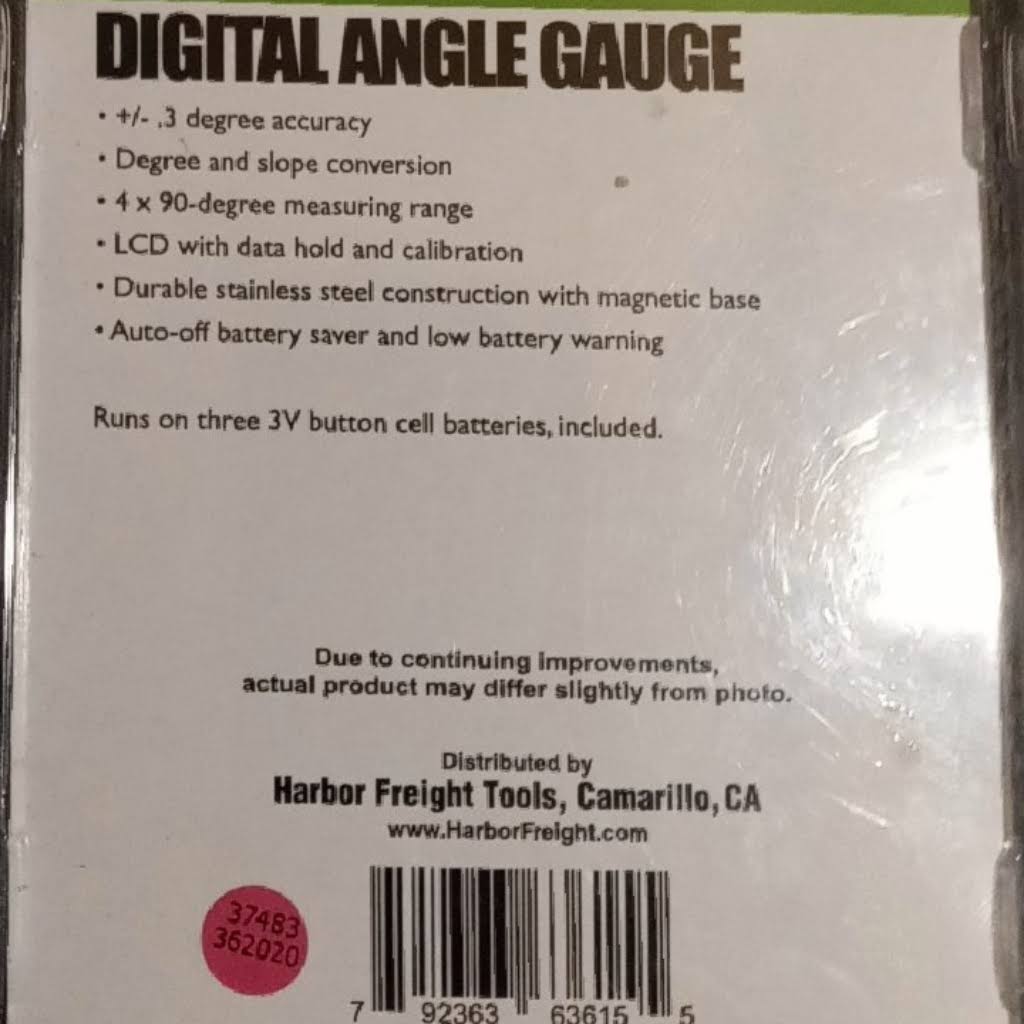 DIGITAL ANGLE GAUGE
• +/- .3 degree accuracy
• Degree and slope conversion
• 4 x 90-degree measuring range
• LCD with data hold and calibration
• Durable stainless steel construction with magnetic base
• Auto-off battery saver and low battery warning
Runs on three 3V button cell batteries, included.
Due to continuing improvements,
actual product may differ slightly from photo.
Distributed by
Harbor Freight Tools, Camarillo, CA
www.HarborFreight.com
37483
362020
7 92363 63615 5